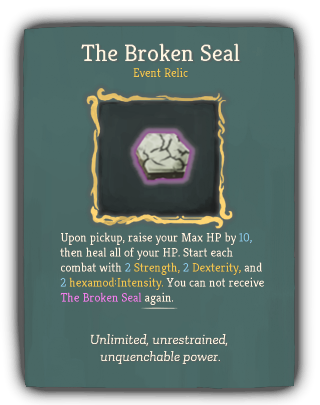 The Broken Seal
Event Relic
Upon pickup, raise your Max HP by 10,
then heal all of your HP. Start each
combat with 2 Strength, 2 Dexterity, and
2 hexamod:Intensity. You can not receive
The Broken Seal again.
Unlimited, unrestrained,
unquenchable power.